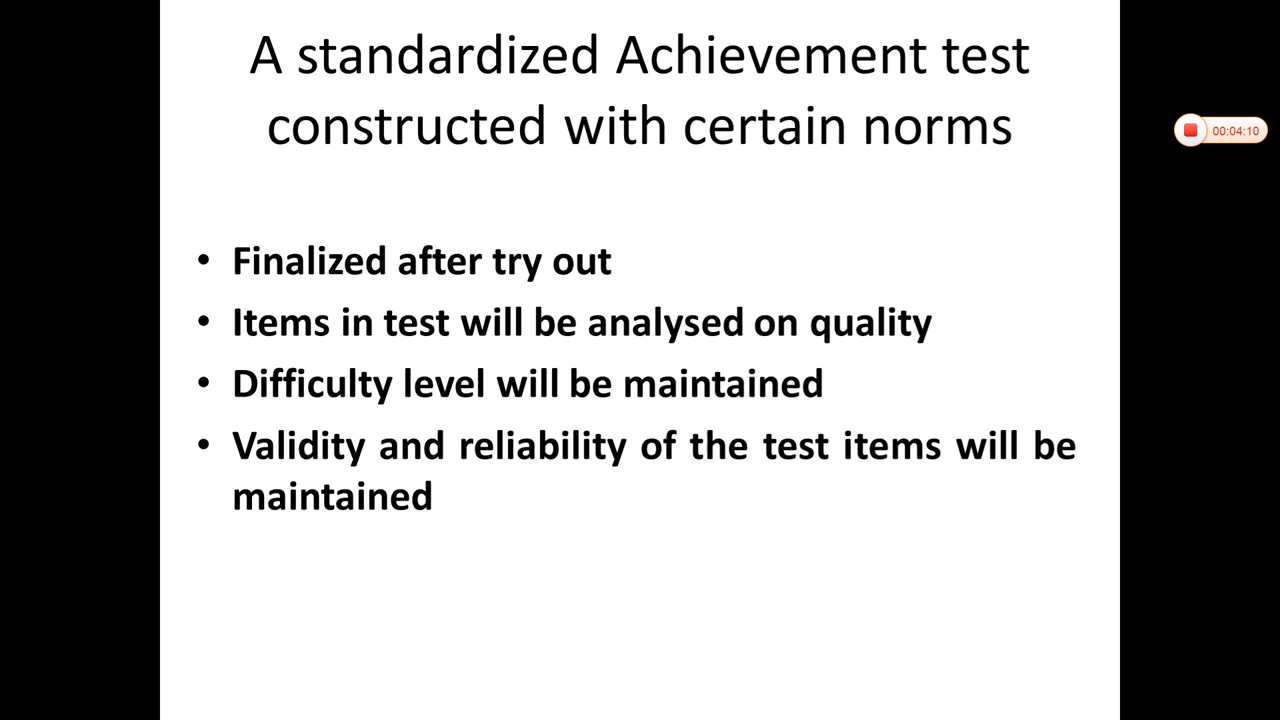 A standardized Achievement test
constructed with certain norms
00:04:10
• Finalized after try out
• Items in test will be analysed on quality
• Difficulty level will be maintained
• Validity and reliability of the test items will be
maintained